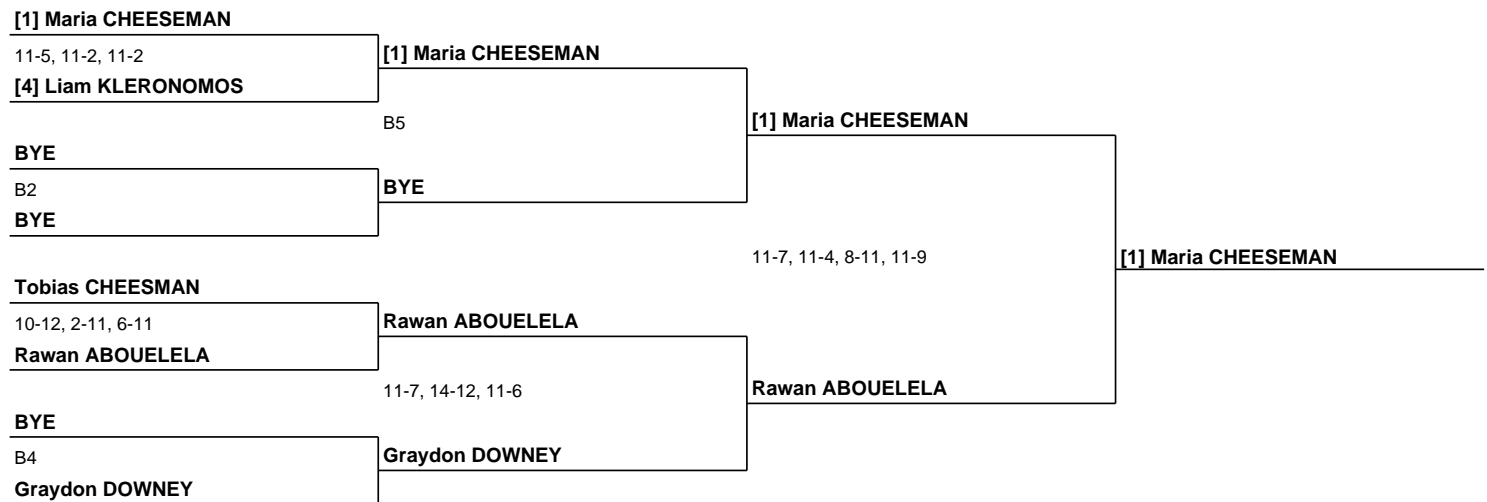 [1] Maria CHEESEMAN
11-5, 11-2, 11-2
[1] Maria CHEESEMAN
[4] Liam KLERONOMOS
B5
[1] Maria CHEESEMAN
BYE
B2
BYE
BYE
11-7, 11-4, 8-11, 11-9
[1] Maria CHEESEMAN
Tobias CHEESMAN
10-12, 2-11, 6-11
Rawan ABOUELELA
Rawan ABOUELELA
11-7, 14-12, 11-6
Rawan ABOUELELA
BYE
B4
Graydon DOWNEY
Graydon DOWNEY